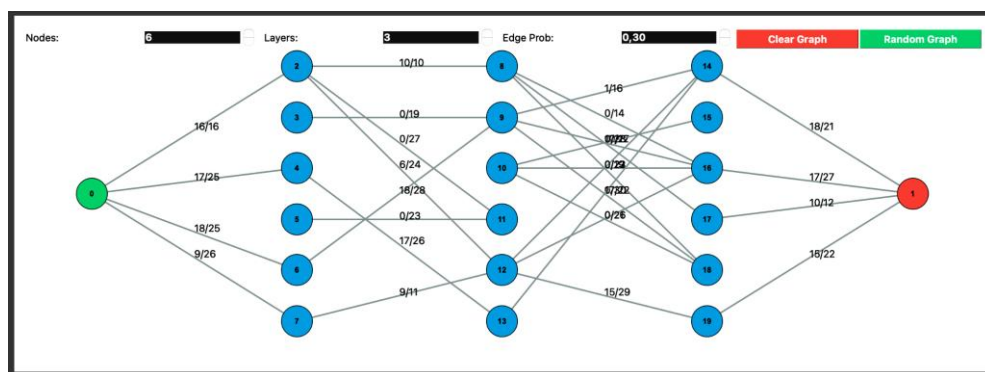 Nodes: 6 Layers: 3 Edge Prob: 0,30 Clear Graph Random Graph
2 10/10 8 14
1/16
3 0/19 9 0/14 15
16/16 18/21
0/27
6/24
4 10 16
17/25 17/27
0 18/28 1
10/12
5 0/23 11 0/26 17
18/25
17/26
9/26 15/22
6 12 18
7 9/11 13 15/29 19